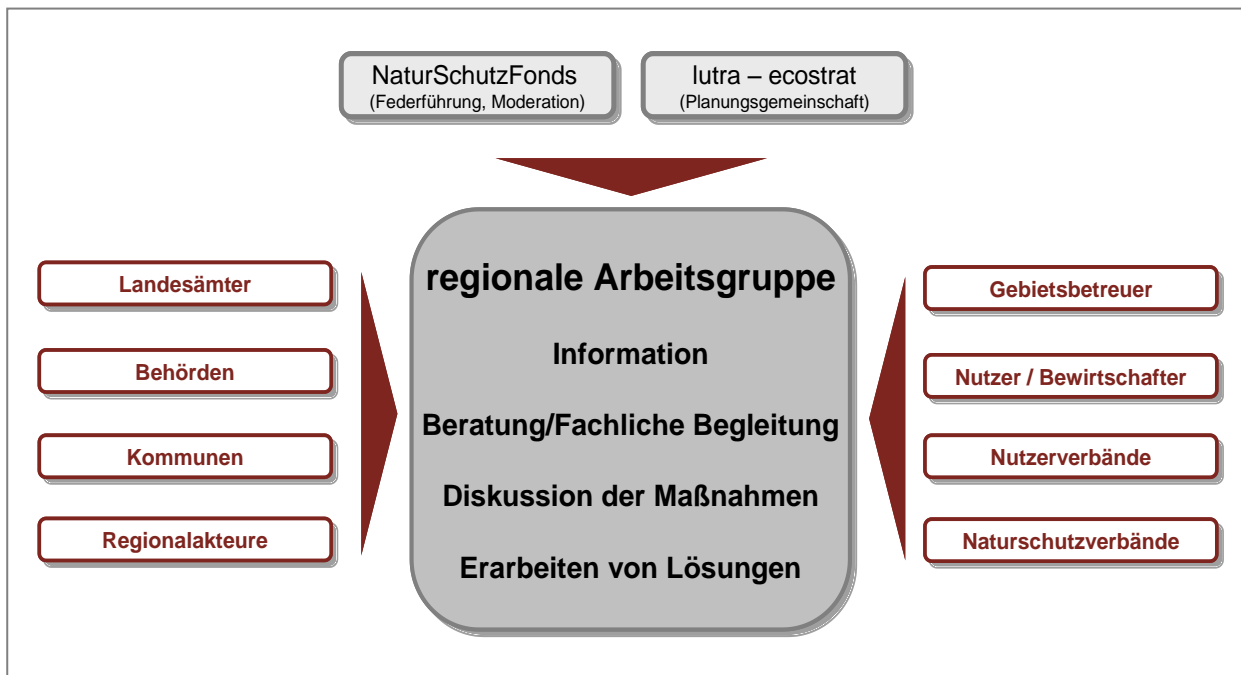 NaturSchutzFonds
(Federführung, Moderation)
lutra – ecostrat
(Planungsgemeinschaft)
Landesämter
Behörden
Kommunen
Regionalakteure
regionale Arbeitsgruppe
Information
Beratung/Fachliche Begleitung
Diskussion der Maßnahmen
Erarbeiten von Lösungen
Gebietsbetreuer
Nutzer / Bewirtschafter
Nutzerverbände
Naturschutzverbände